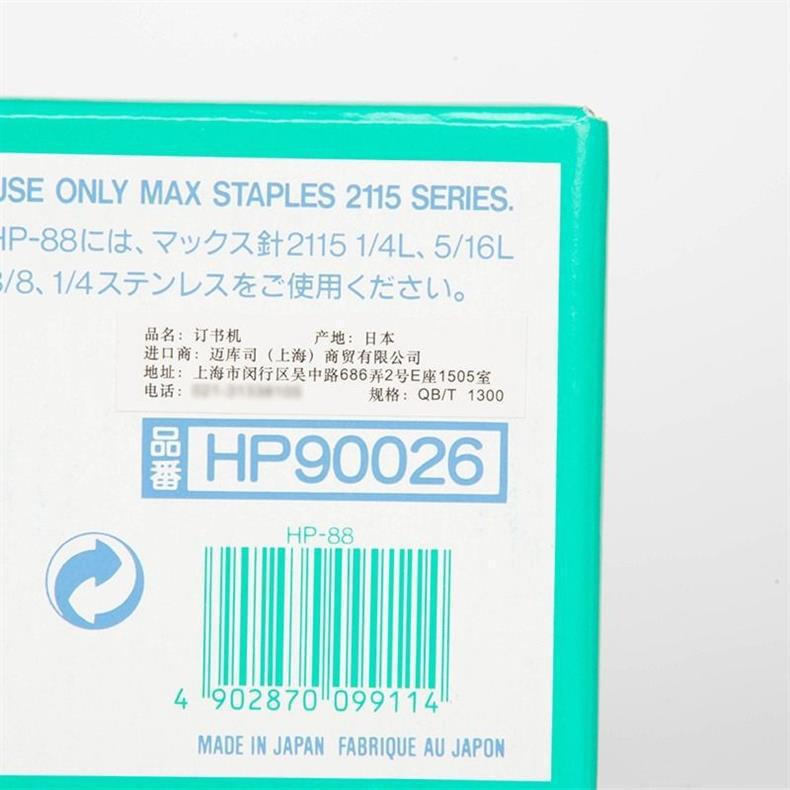 USE ONLY MAX STAPLES 2115 SERIES.
HP-88には、マックス針2115 1/4L、5/16L
3/8、1/4ステンレスをご使用ください。
品名：订书机 产地：日本
进口商：迈库司（上海）商贸有限公司
地址：上海市闵行区吴中路686弄2号E座1505室
电话： 规格：QB/T 1300
品番 HP90026
HP-88
4 902870 099114
MADE IN JAPAN FABRIQUE AU JAPON